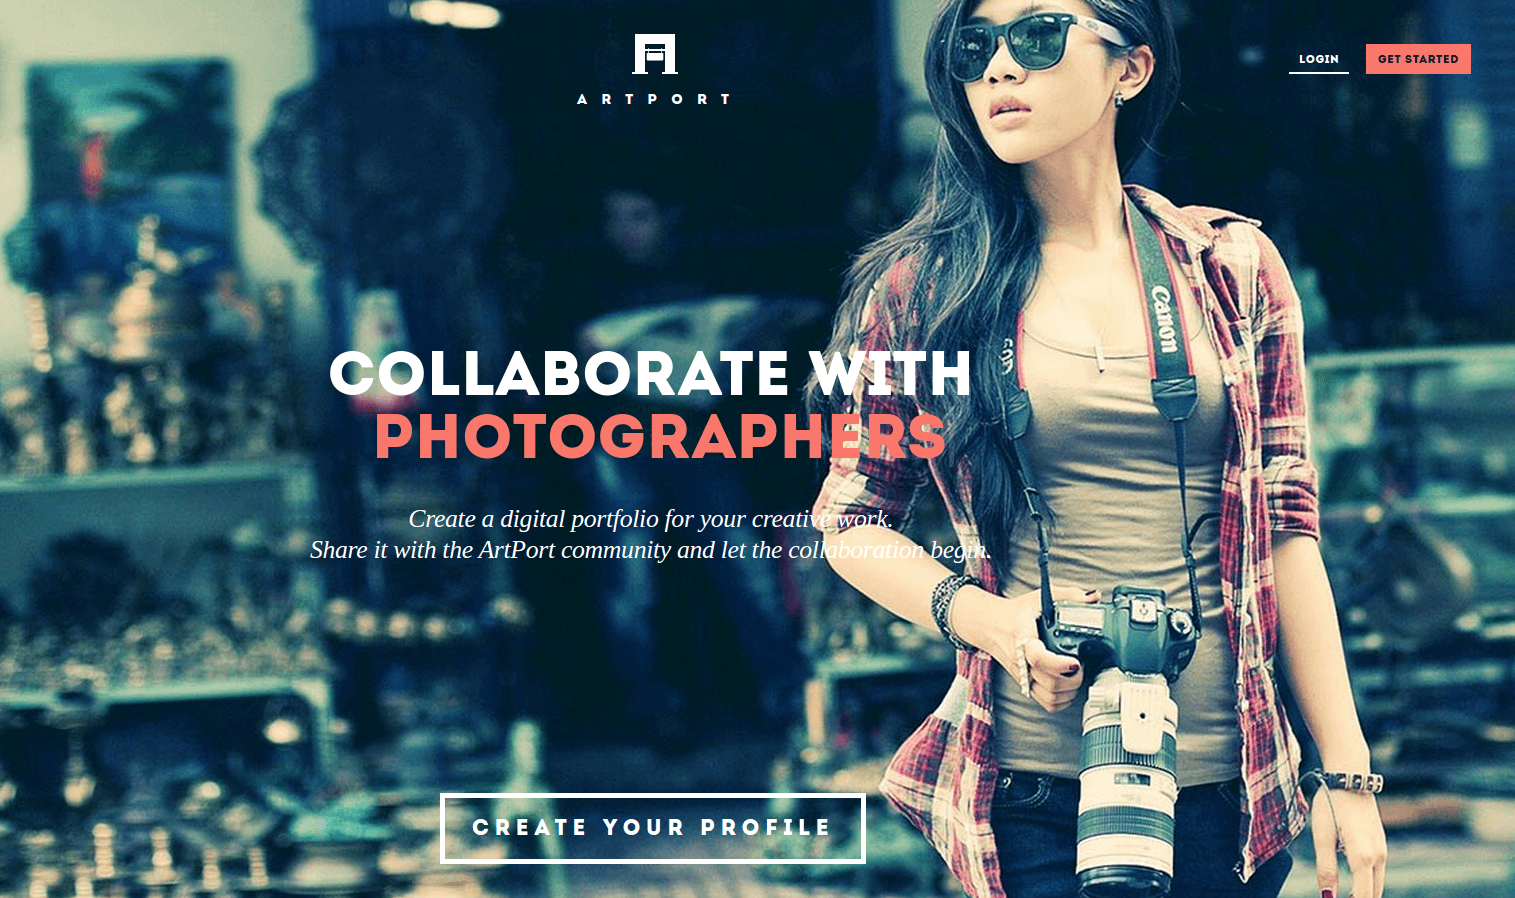 ARTPORT
LOGIN
GET STARTED
Canon
COLLABORATE WITH
PHOTOGRAPHERS
Create a digital portfolio for your creative work.
Share it with the ArtPort community and let the collaboration begin.
CREATE YOUR PROFILE